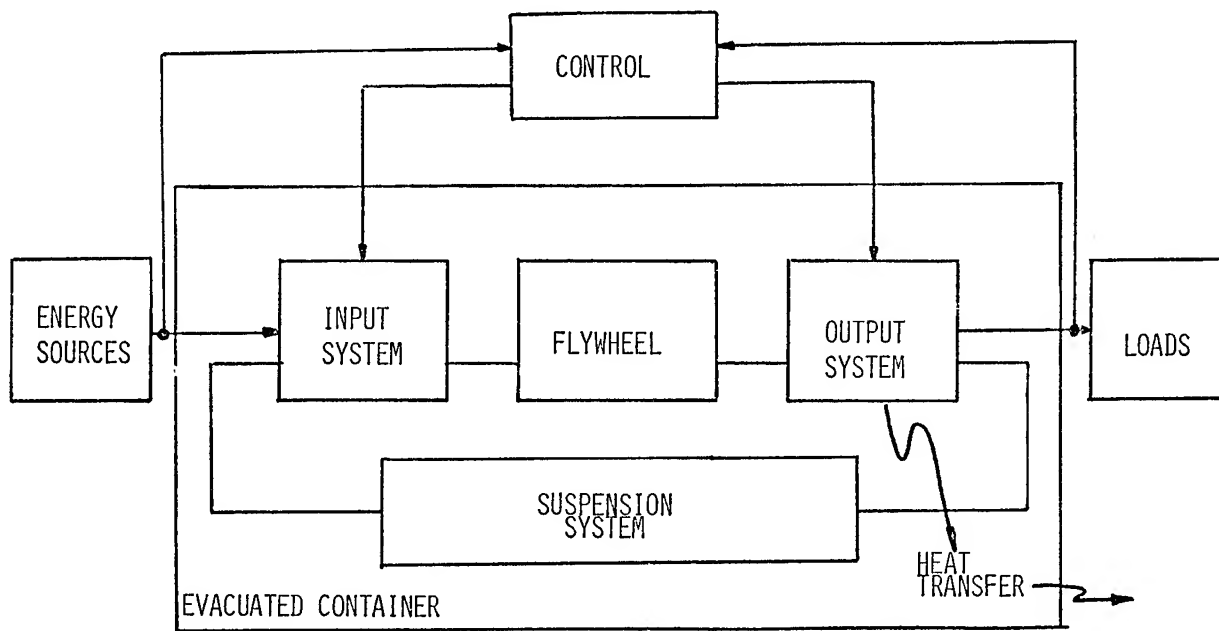 CONTROL
ENERGY
SOURCES
INPUT
SYSTEM
FLYWHEEL
OUTPUT
SYSTEM
LOADS
SUSPENSION
SYSTEM
HEAT
TRANSFER
EVACUATED CONTAINER